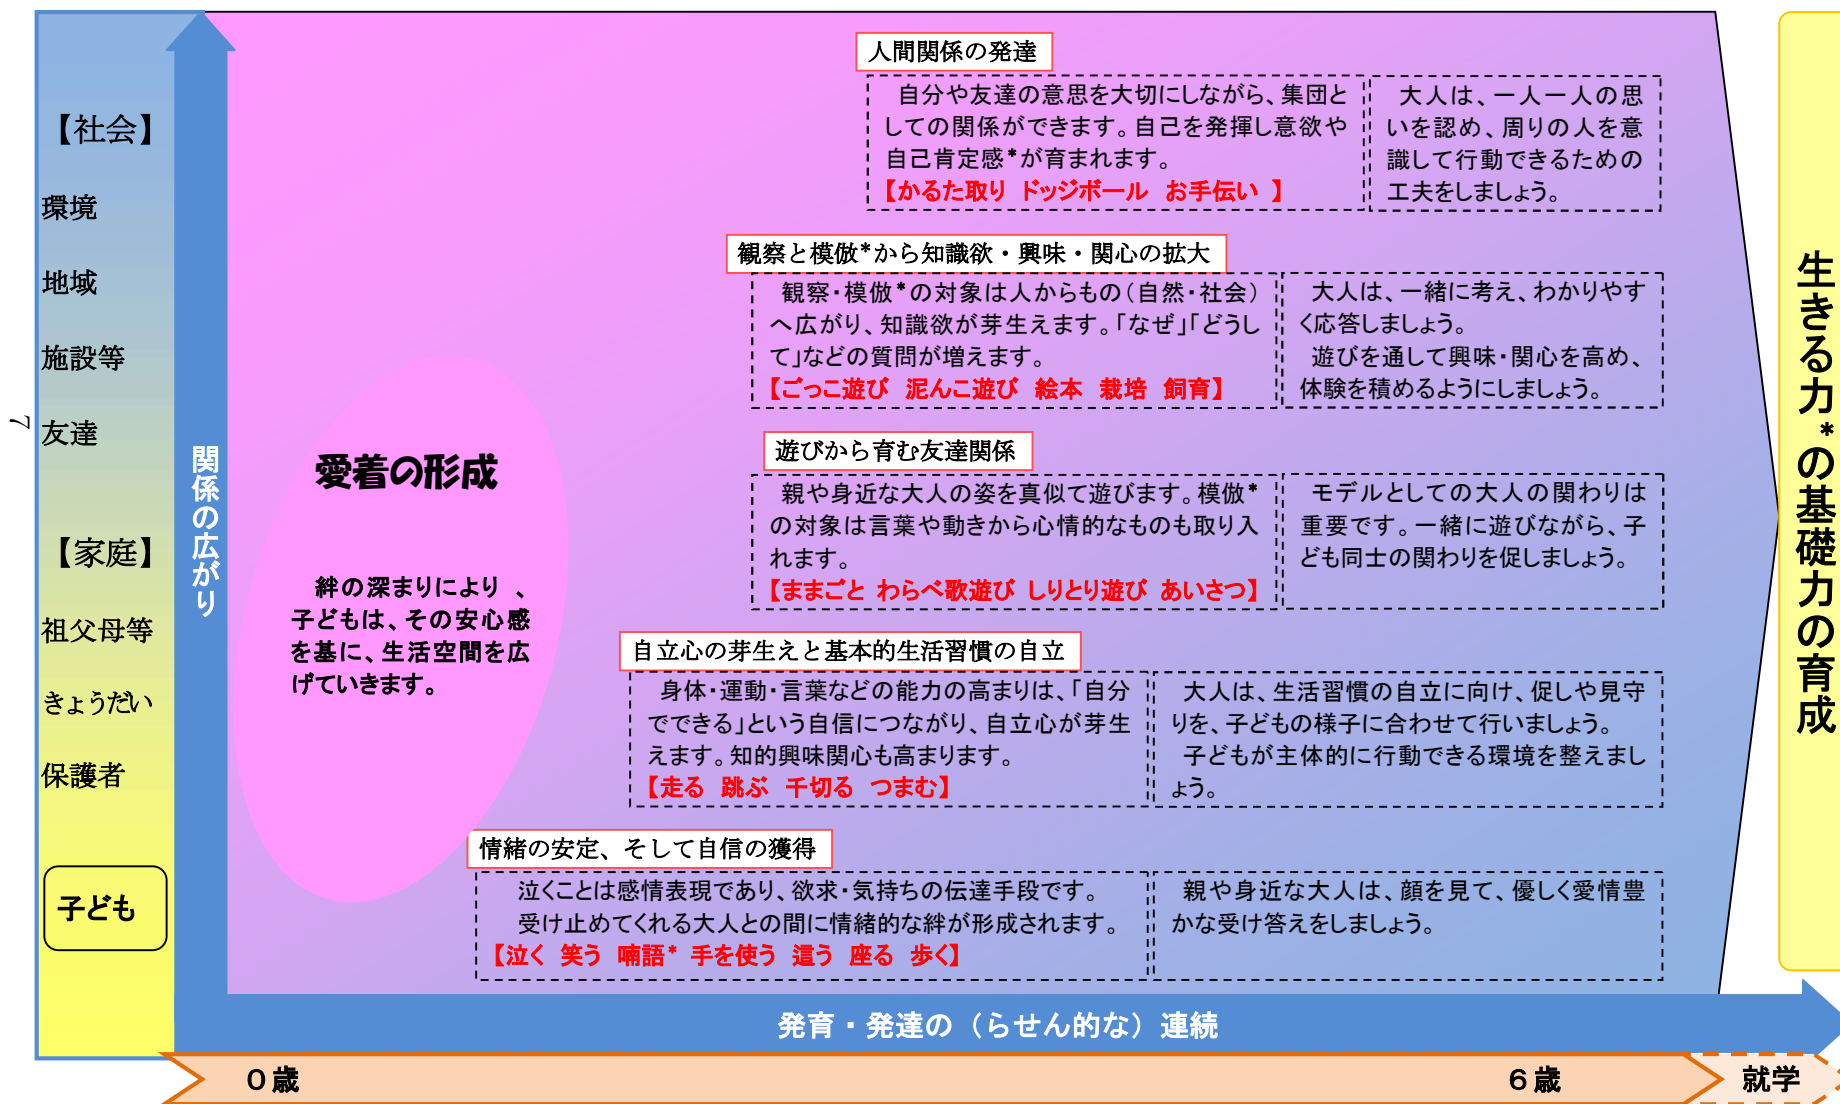 人間関係の発達
自分や友達の意思を大切にしながら、集団と
しての関係ができます。自己を発揮し意欲や
自己肯定感*が育まれます。
【かるた取り ドッジボール お手伝い 】
大人は、一人一人の思
いを認め、周りの人を意
識して行動できるための
工夫をしましょう。
観察と模倣*から知識欲・興味・関心の拡大
観察・模倣*の対象は人からもの（自然・社会）
へ広がり、知識欲が芽生えます。「なぜ」「どうし
て」などの質問が増えます。
【ごっこ遊び 泥んこ遊び 絵本 栽培 飼育】
大人は、一緒に考え、わかりやす
く応答しましょう。
遊びを通して興味・関心を高め、
体験を積めるようにしましょう。
遊びから育む友達関係
親や身近な大人の姿を真似て遊びます。模倣*
の対象は言葉や動きから心情的なものも取り入
れます。
【ままごと わらべ歌遊び しりとり遊び あいさつ】
モデルとしての大人の関わりは
重要です。一緒に遊びながら、子
ども同士の関わりを促しましょう。
自立心の芽生えと基本的生活習慣の自立
身体・運動・言葉などの能力の高まりは、「自分
でできる」という自信につながり、自立心が芽生
えます。知的興味関心も高まります。
【走る 跳ぶ 千切る つまむ】
大人は、生活習慣の自立に向け、促しや見守
りを、子どもの様子に合わせて行いましょう。
子どもが主体的に行動できる環境を整えまし
ょう。
情緒の安定、そして自信の獲得
泣くことは感情表現であり、欲求・気持ちの伝達手段です。
受け止めてくれる大人との間に情緒的な絆が形成されます。
【泣く 笑う 喃語* 手を使う 這う 座る 歩く】
親や身近な大人は、顔を見て、優しく愛情豊
かな受け答えをしましょう。
愛着の形成
絆の深まりにより 、
子どもは、その安心感
を基に、生活空間を広
げていきます。
【社会】
環境
地域
施設等
友達
【家庭】
祖父母等
きょうだい
保護者
子ども
7
関係の広がり
生きる力*の基礎力の育成
発育・発達の（らせん的な）連続
0歳
6歳
就学